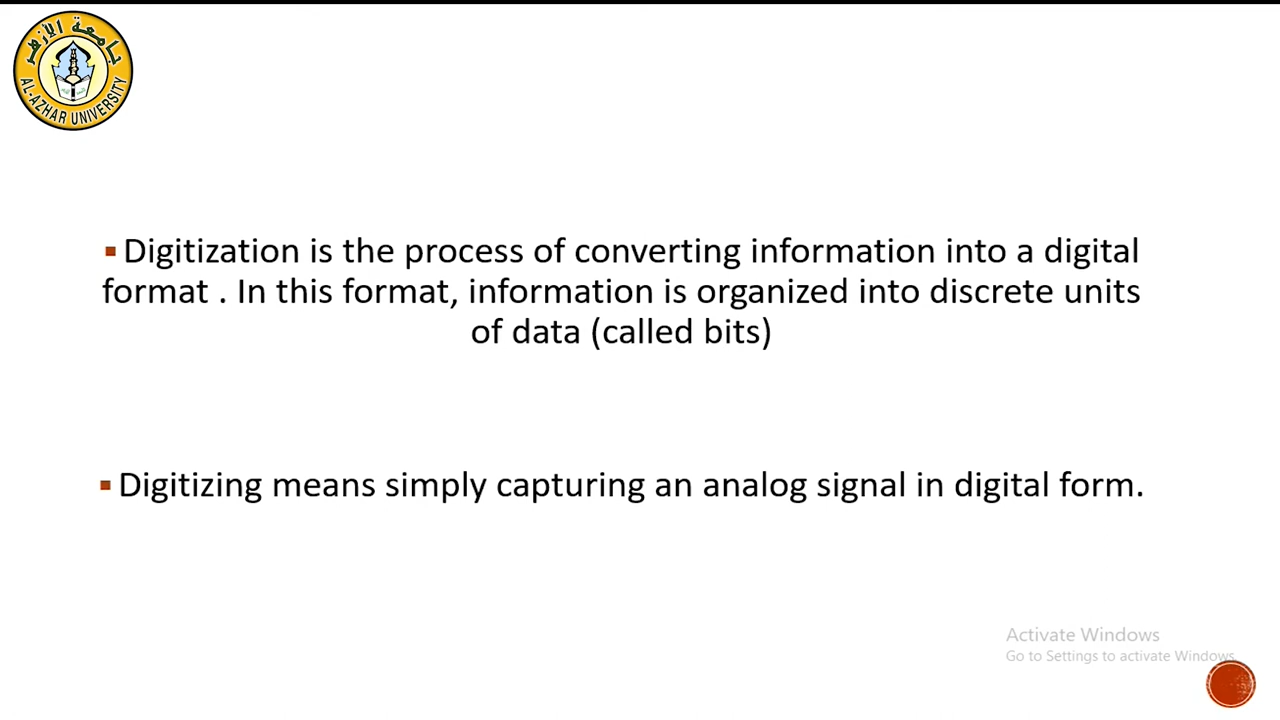 جامعة الأزهر
AL-AZHAR UNIVERSITY
▪Digitization is the process of converting information into a digital
format . In this format, information is organized into discrete units
of data (called bits)
▪Digitizing means simply capturing an analog signal in digital form.
Activate Windows
Go to Settings to activate Windows.